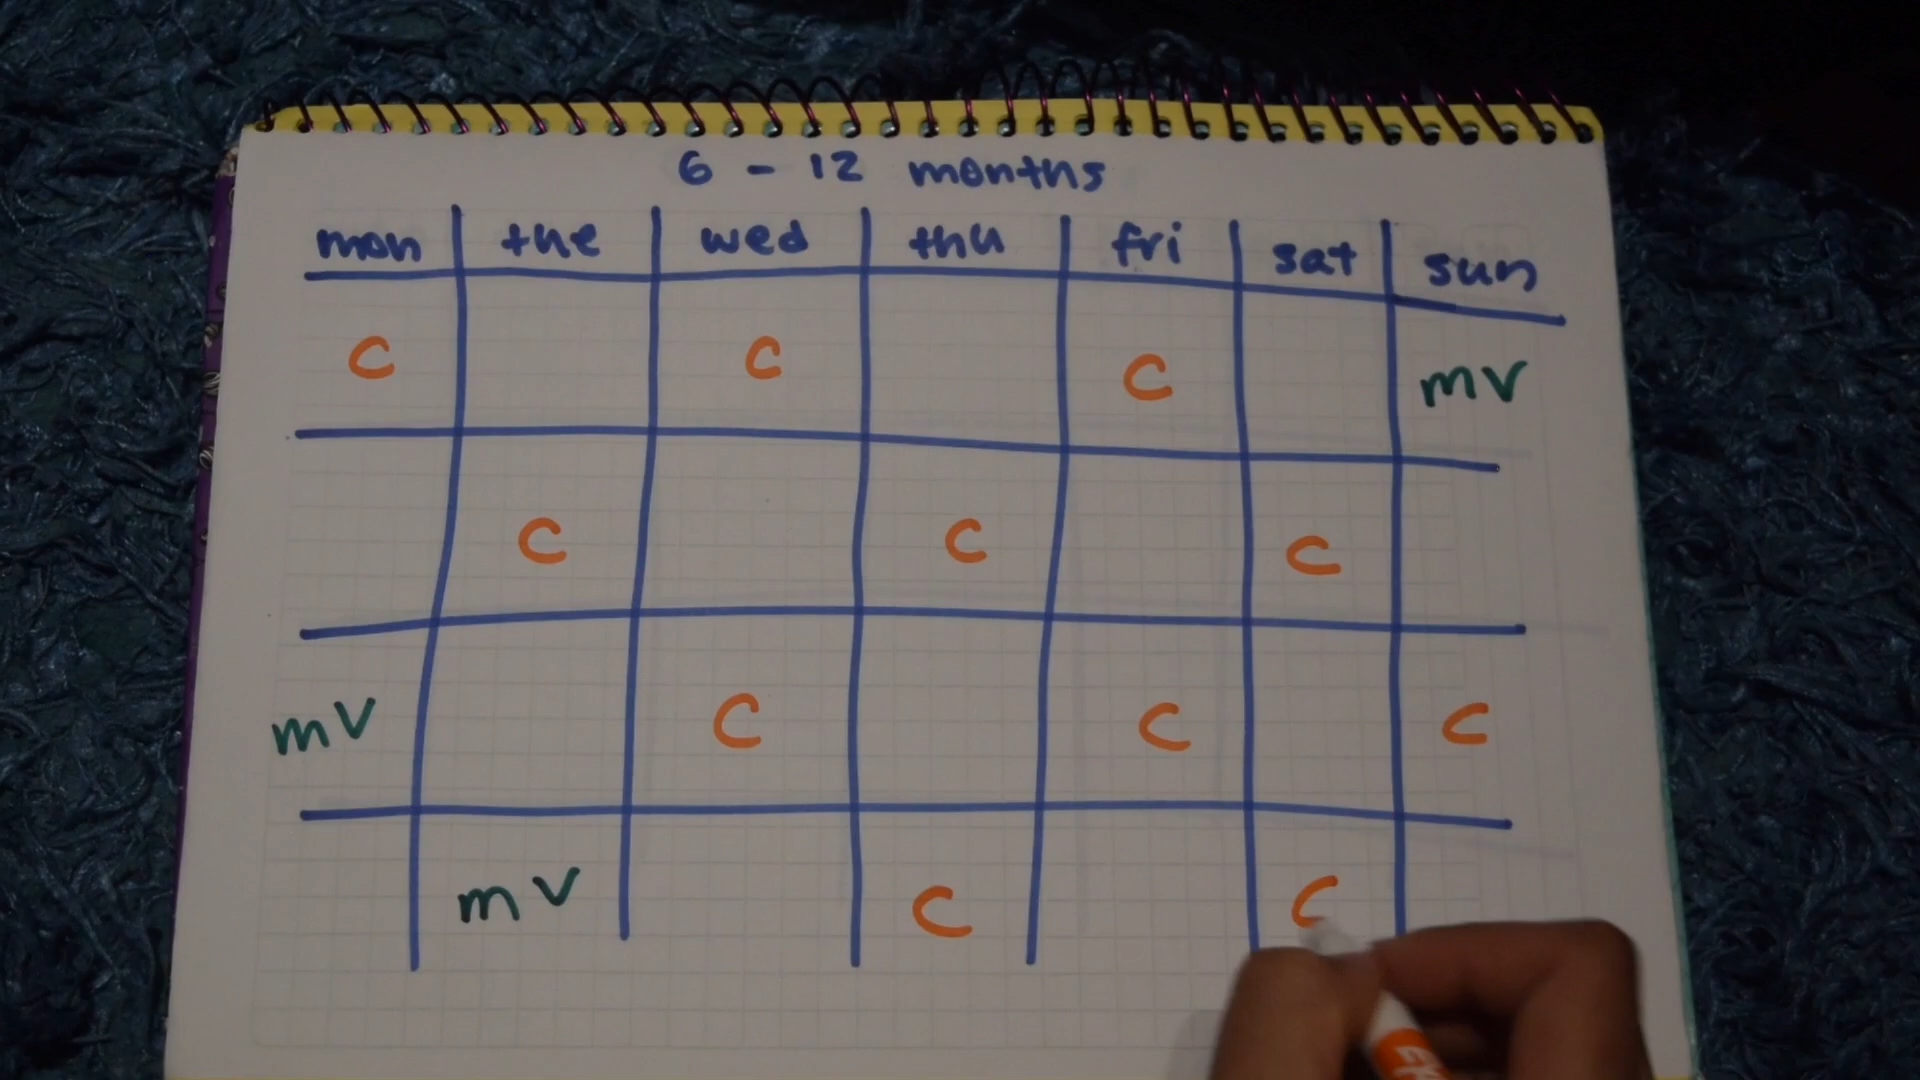 6 - 12 months
mon the wed thu fri sat sun
C C C mv
C C C
mv C C C
mv C C